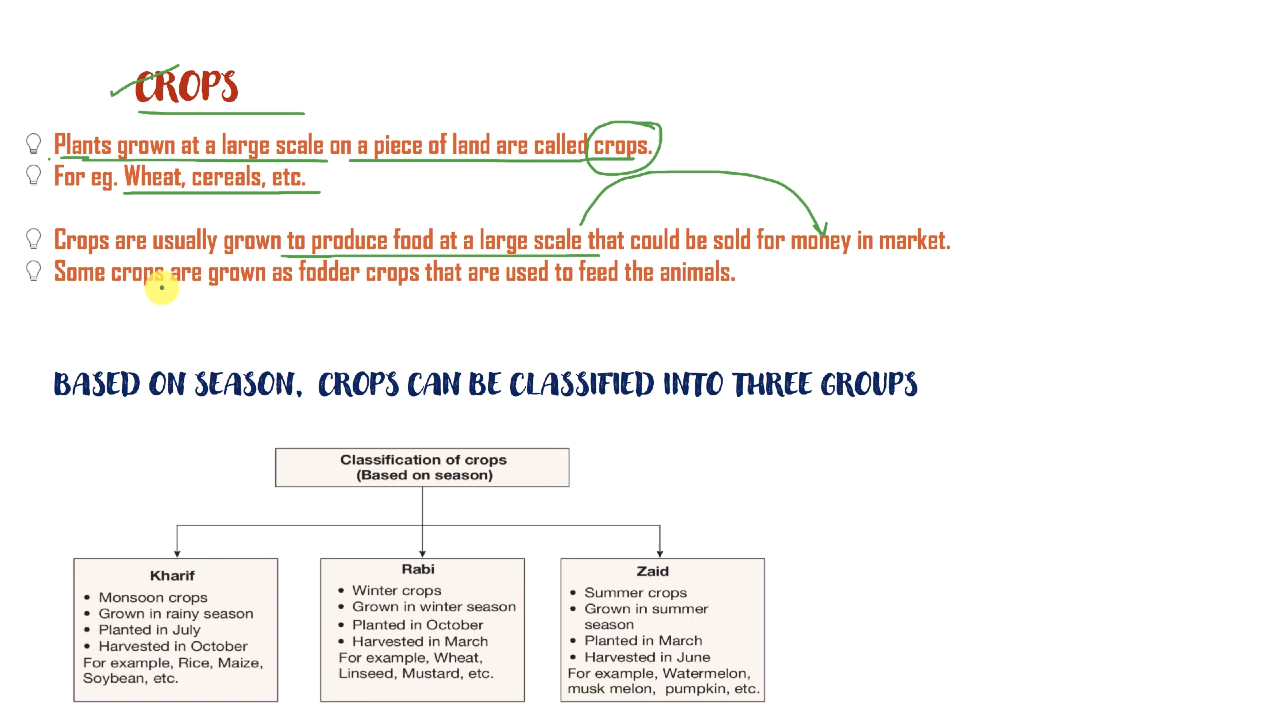 CROPS
Plants grown at a large scale on a piece of land are called crops.
For eg. Wheat, cereals, etc.
Crops are usually grown to produce food at a large scale that could be sold for money in market.
Some crops are grown as fodder crops that are used to feed the animals.
BASED ON SEASON, CROPS CAN BE CLASSIFIED INTO THREE GROUPS
Classification of crops
(Based on season)
Kharif
• Monsoon crops
• Grown in rainy season
• Planted in July
• Harvested in October
For example, Rice, Maize,
Soybean, etc.
Rabi
• Winter crops
• Grown in winter season
• Planted in October
• Harvested in March
For example, Wheat,
Linseed, Mustard, etc.
Zaid
• Summer crops
• Grown in summer
season
• Planted in March
• Harvested in June
For example, Watermelon,
musk melon, pumpkin, etc.